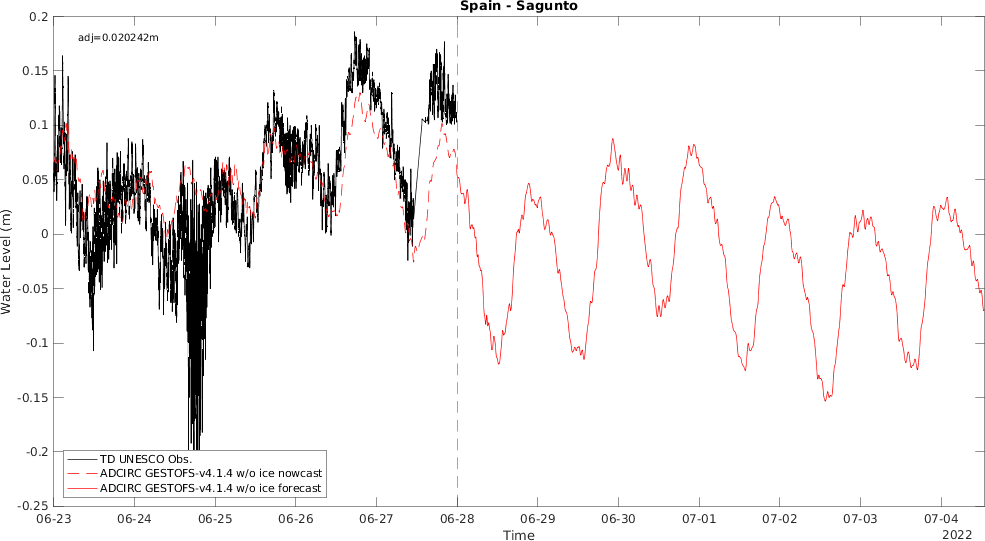 Spain - Sagunto
adj=0.020242m
0.2
0.15
0.1
0.05
0
-0.05
-0.1
-0.15
-0.2
-0.25
Water Level (m)
TD UNESCO Obs.
ADCIRC GESTOFS-v4.1.4 w/o ice nowcast
ADCIRC GESTOFS-v4.1.4 w/o ice forecast
06-23 06-24 06-25 06-26 06-27 06-28 06-29 06-30 07-01 07-02 07-03 07-04
Time
2022